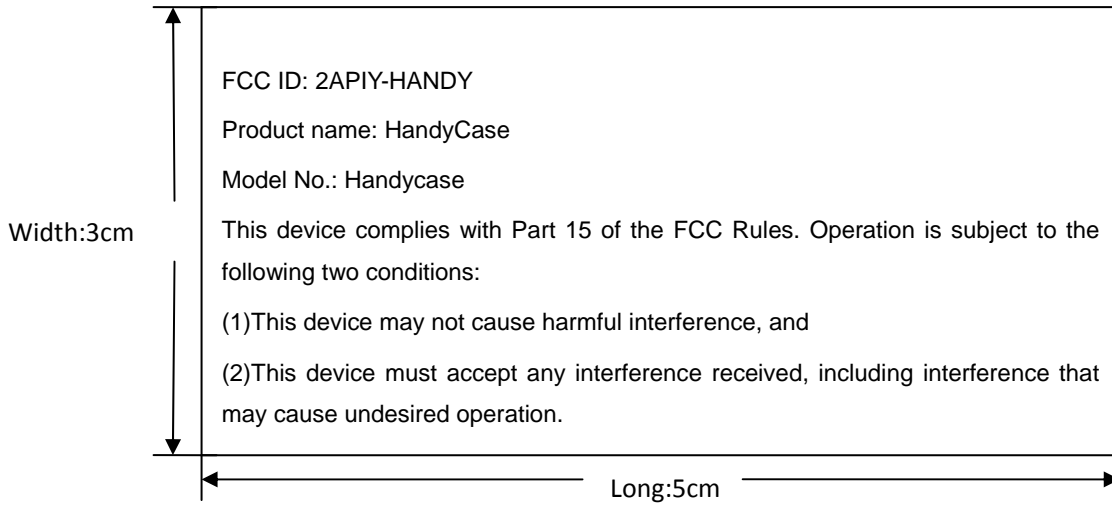 FCC ID: 2APIY-HANDY
Product name: HandyCase
Model No.: Handycase
Width:3cm
This device complies with Part 15 of the FCC Rules. Operation is subject to the
following two conditions:
(1)This device may not cause harmful interference, and
(2)This device must accept any interference received, including interference that
may cause undesired operation.
Long:5cm